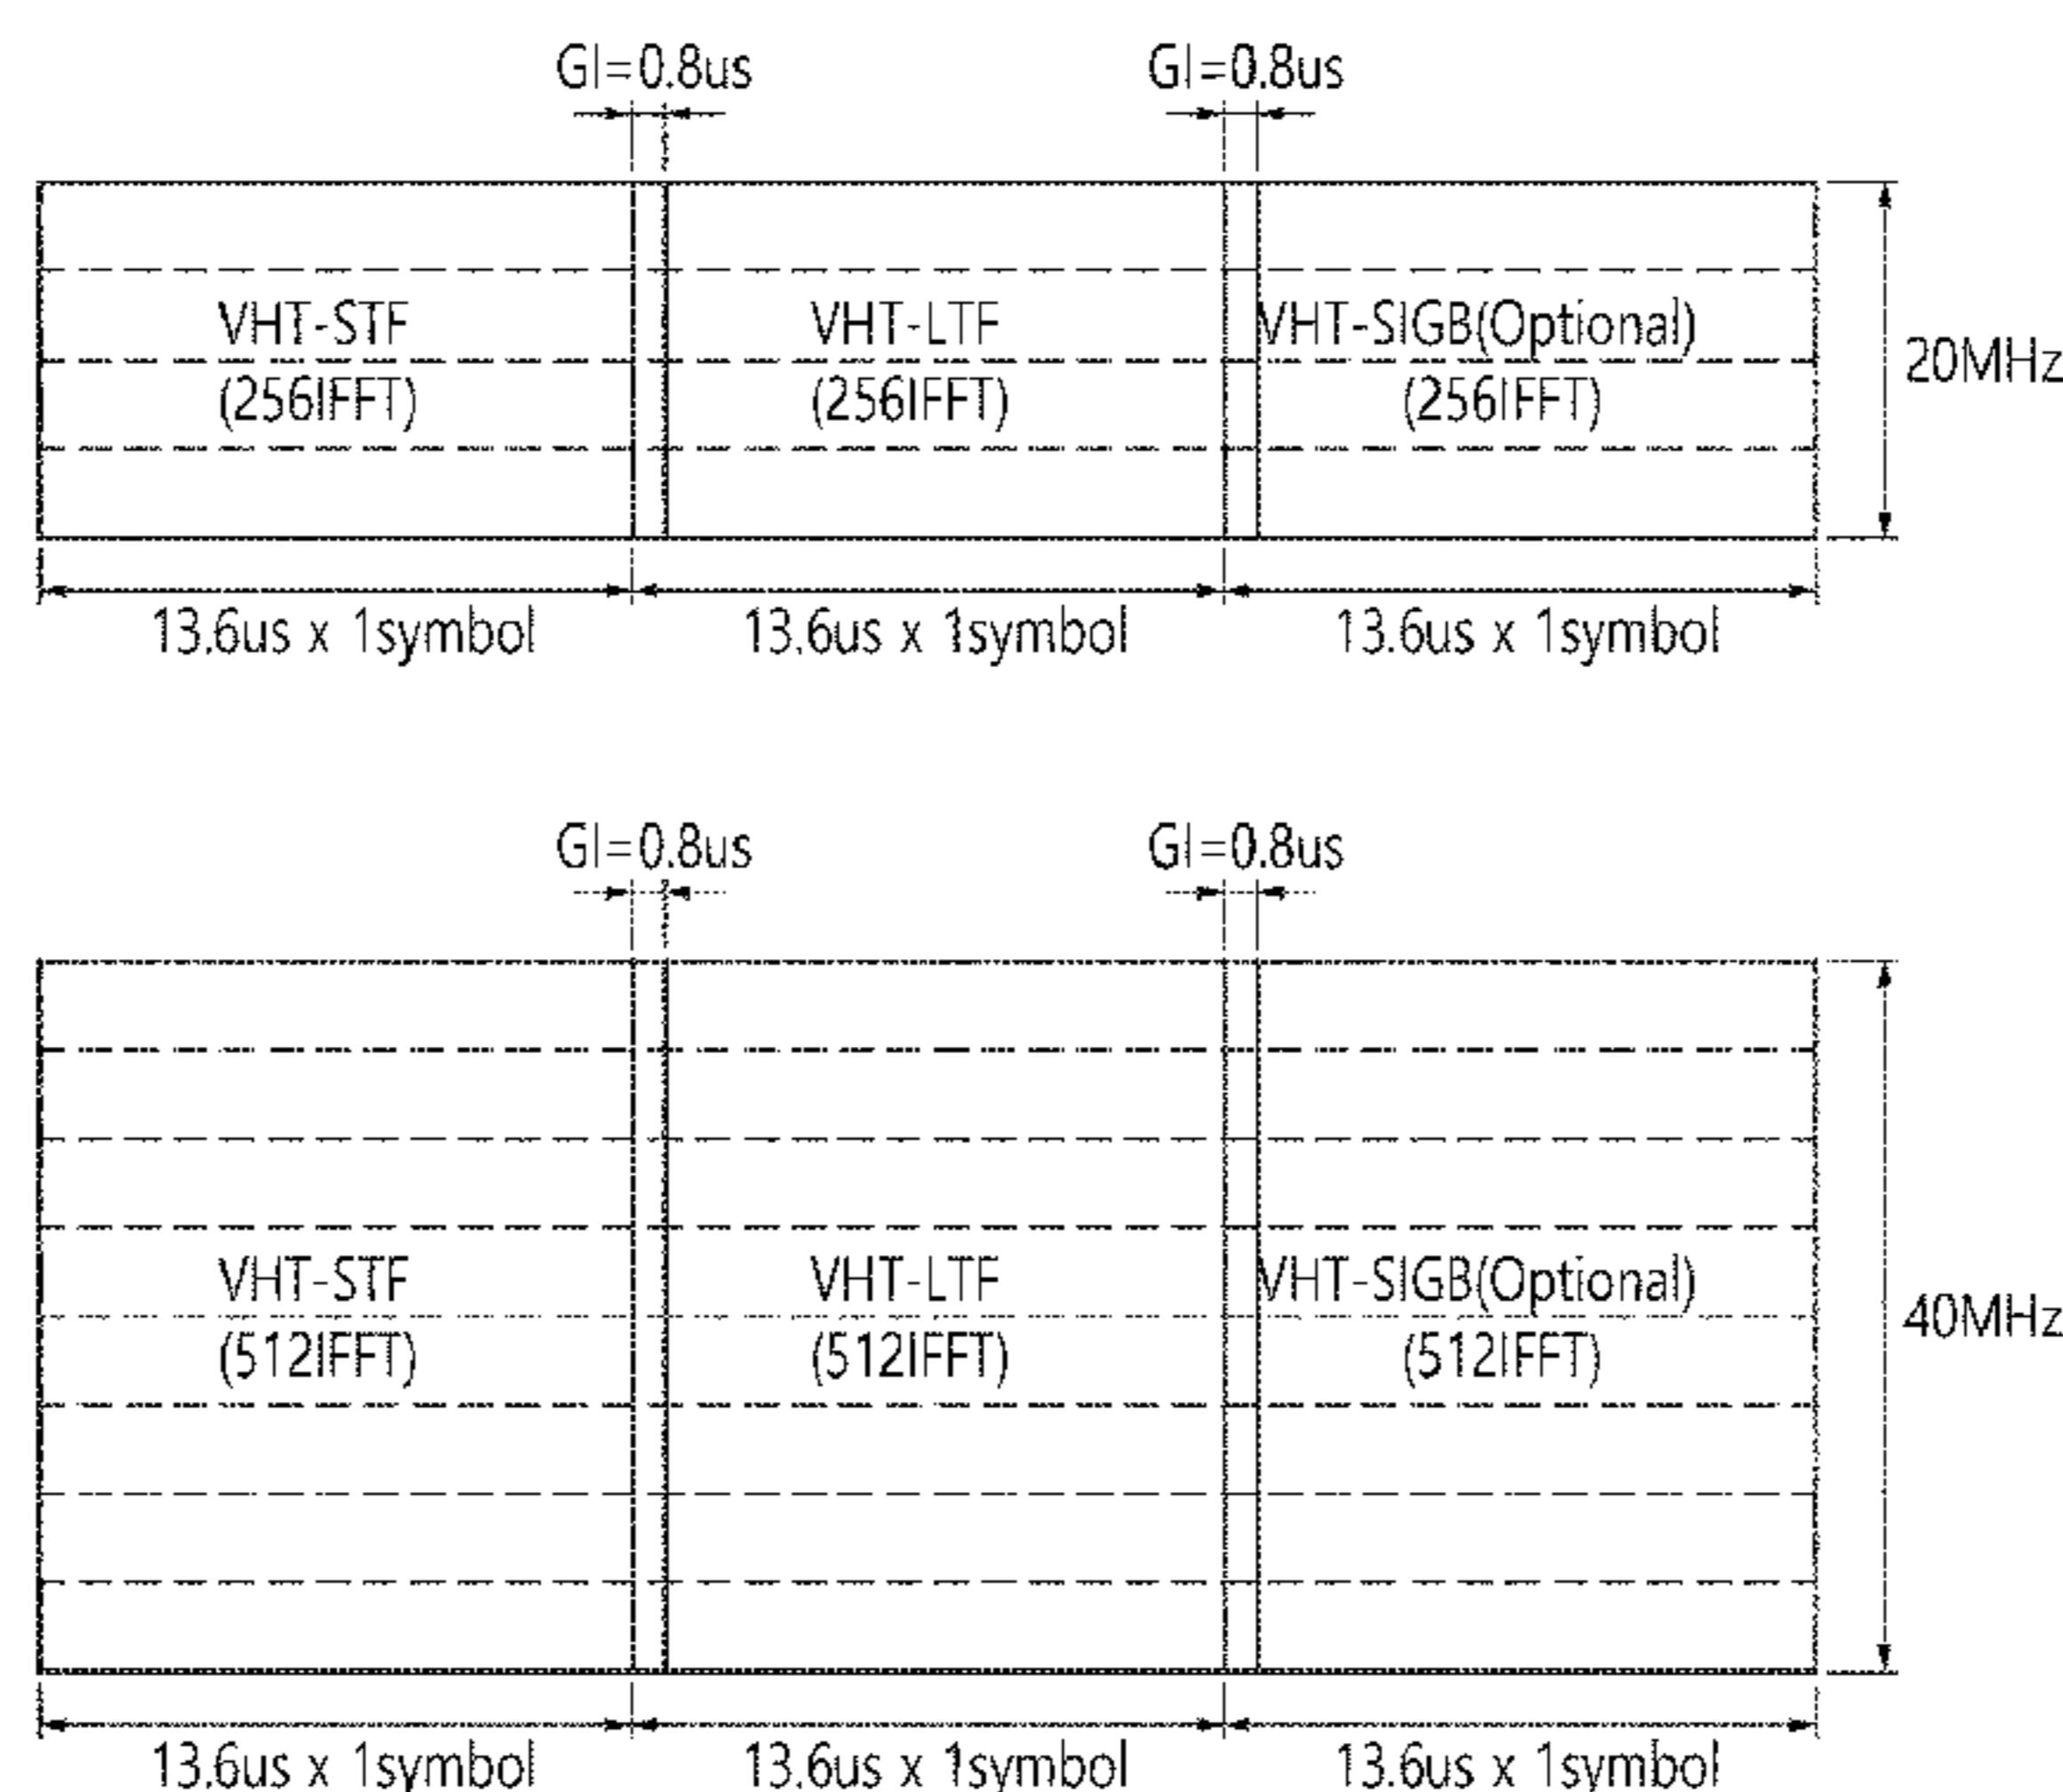 GI=0.8us GI=0.8us
VHT-STF VHT-LTF VHT-SIGB(Optional)
20MHz
(256IFFT) (256IFFT) (256IFFT)
13.6us x 1symbol 13.6us x 1symbol 13.6us x 1symbol
GI=0.8us GI=0.8us
VHT-STF VHT-LTF VHT-SIGB(Optional)
40MHz
(512IFFT) (512IFFT) (512IFFT)
13.6us x 1symbol 13.6us x 1symbol 13.6us x 1symbol